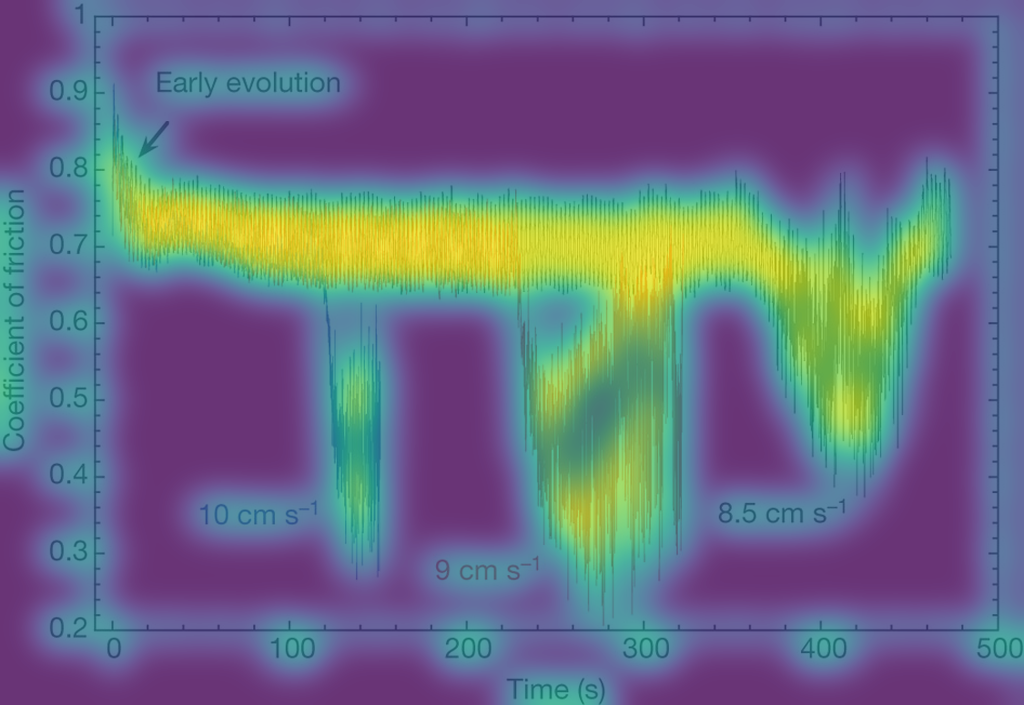 1
0.9
0.8
0.7
0.6
0.5
0.4
0.3
0.2
Coefficient of friction
Early evolution
10 cm s⁻¹
9 cm s⁻¹
8.5 cm s⁻¹
0 100 200 300 400 500
Time (s)